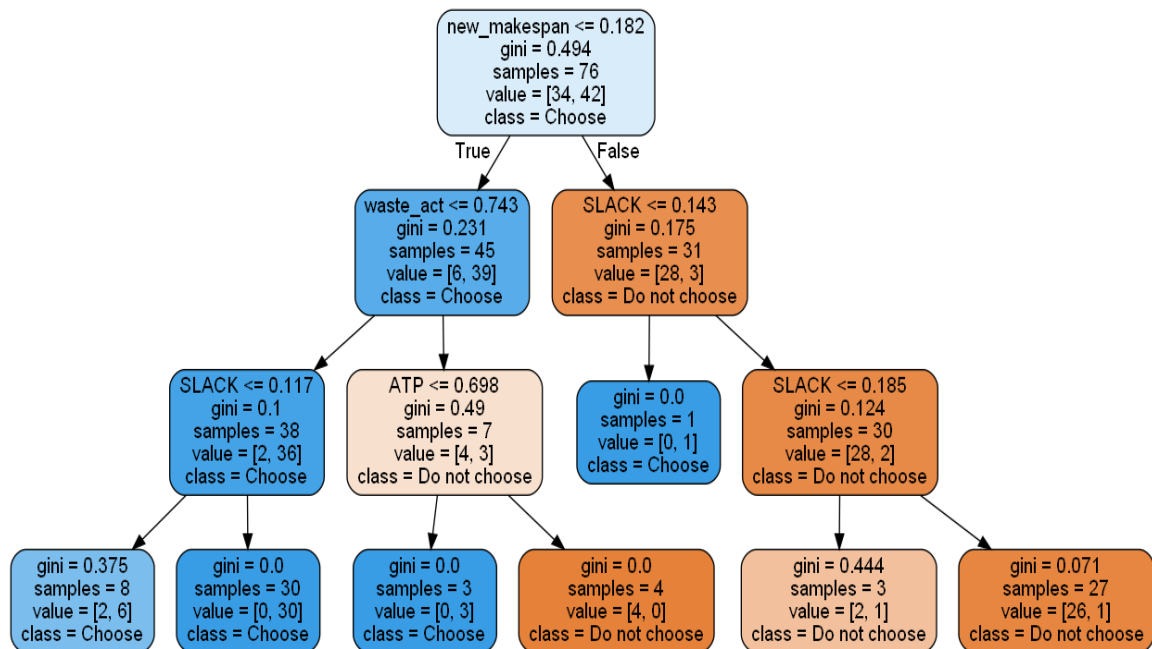 new_makespan <= 0.182
gini = 0.494
samples = 76
value = [34, 42]
class = Choose
True
False
waste_act <= 0.743
gini = 0.231
samples = 45
value = [6, 39]
class = Choose
SLACK <= 0.143
gini = 0.175
samples = 31
value = [28, 3]
class = Do not choose
SLACK <= 0.117
gini = 0.1
samples = 38
value = [2, 36]
class = Choose
ATP <= 0.698
gini = 0.49
samples = 7
value = [4, 3]
class = Do not choose
gini = 0.0
samples = 1
value = [0, 1]
class = Choose
SLACK <= 0.185
gini = 0.124
samples = 30
value = [28, 2]
class = Do not choose
gini = 0.375
samples = 8
value = [2, 6]
class = Choose
gini = 0.0
samples = 30
value = [0, 30]
class = Choose
gini = 0.0
samples = 3
value = [0, 3]
class = Choose
gini = 0.0
samples = 4
value = [4, 0]
class = Do not choose
gini = 0.444
samples = 3
value = [2, 1]
class = Do not choose
gini = 0.071
samples = 27
value = [26, 1]
class = Do not choose